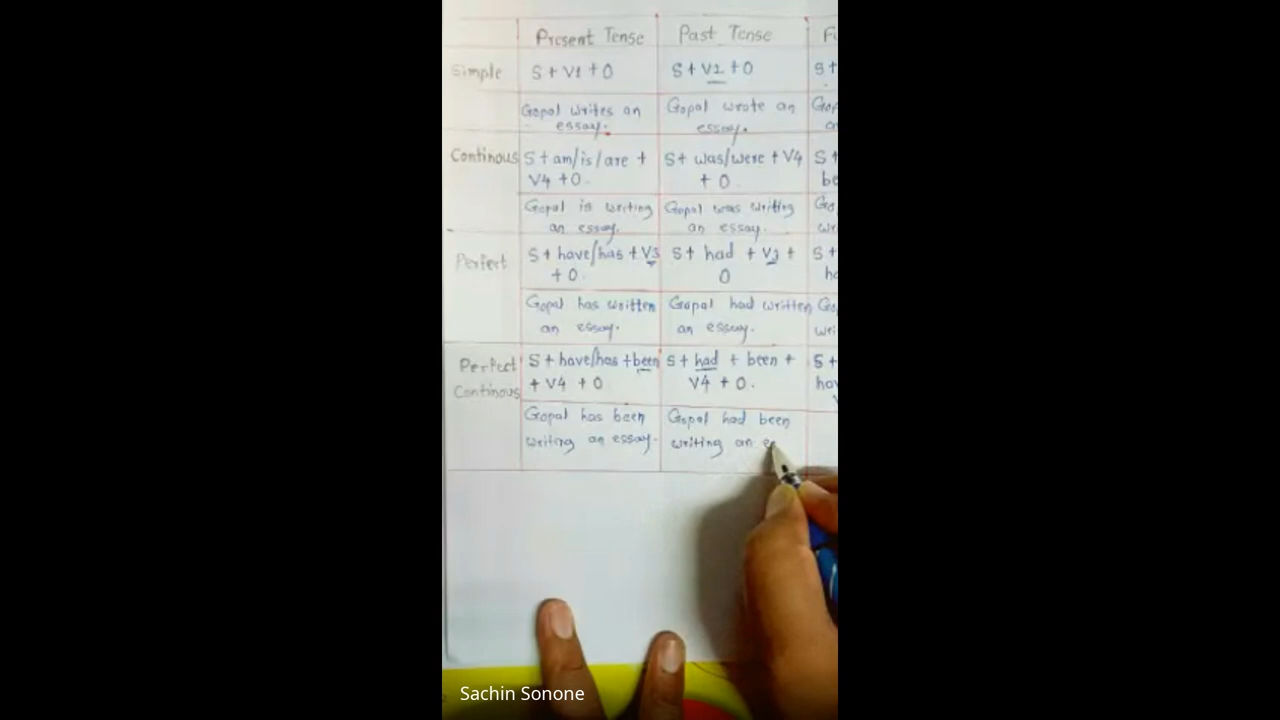 Present Tense
Past Tense
Simple
S + V1 + O
S + V2 + O
S +
Gopal writes an
essay.
Gopal wrote an
essay.
Continous
S + am/is/are +
V4 + O.
S + was/were + V4
+ O
S +
be
Gopal is writing
an essay.
Gopal was writting
an essay.
Perfect
S + have/has + V3
+ O.
S + had + V3 +
O
S +
Gopal has written
an essay.
Gopal had written
an essay.
Perfect
Continous
S + have/has + been
+ V4 + O
S + had + been +
V4 + O.
S +
Gopal has been
writing an essay.
Gopal had been
writing an e
Sachin Sonone